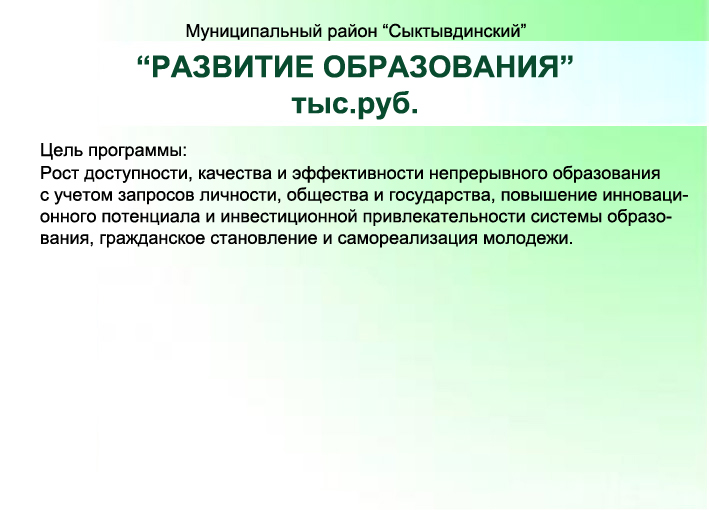 Муниципальный район “Сыктывдинский”
“РАЗВИТИЕ ОБРАЗОВАНИЯ”
тыс.руб.
Цель программы:
Рост доступности, качества и эффективности непрерывного образования
с учетом запросов личности, общества и государства, повышение инноваци-
онного потенциала и инвестиционной привлекательности системы образо-
вания, гражданское становление и самореализация молодежи.